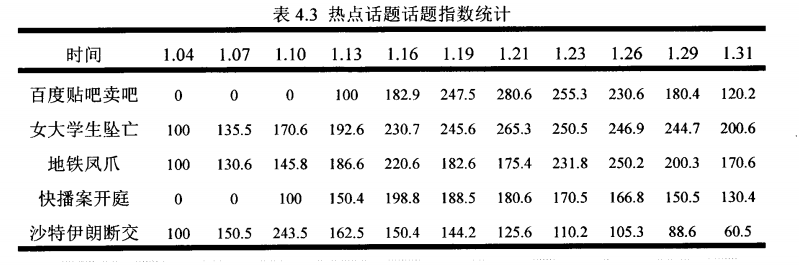 表 4.3 热点话题话题指数统计
时间 1.04 1.07 1.10 1.13 1.16 1.19 1.21 1.23 1.26 1.29 1.31
百度贴吧卖吧 0 0 0 100 182.9 247.5 280.6 255.3 230.6 180.4 120.2
女大学生坠亡 100 135.5 170.6 192.6 230.7 245.6 265.3 250.5 246.9 244.7 200.6
地铁凤爪 100 130.6 145.8 186.6 220.6 182.6 175.4 231.8 250.2 200.3 170.6
快播案开庭 0 0 100 150.4 198.8 188.5 180.6 170.5 166.8 150.5 130.4
沙特伊朗断交 100 150.5 243.5 162.5 150.4 144.2 125.6 110.2 105.3 88.6 60.5